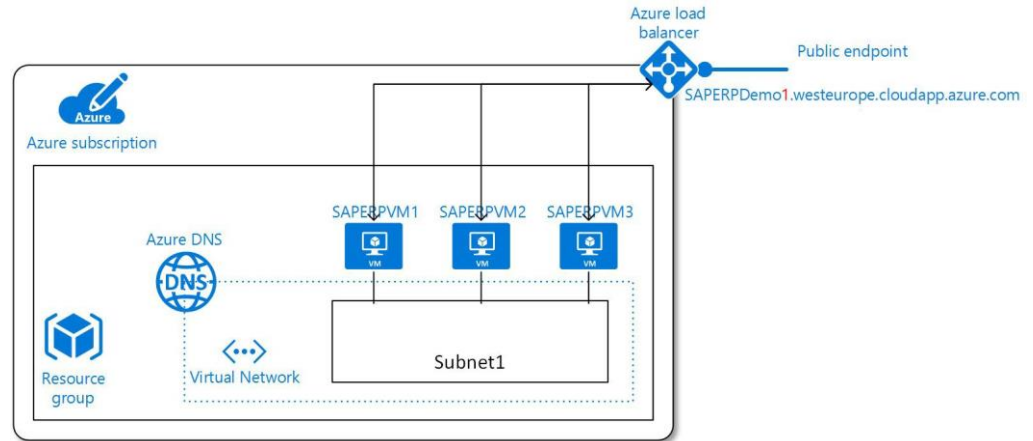 Azure load
balancer
Public endpoint
SAPERPDemo1.westeurope.cloudapp.azure.com
Azure
Azure subscription
SAPERPVM1 SAPERPVM2 SAPERPVM3
VM VM VM
Azure DNS
DNS
Subnet1
Virtual Network
Resource
group